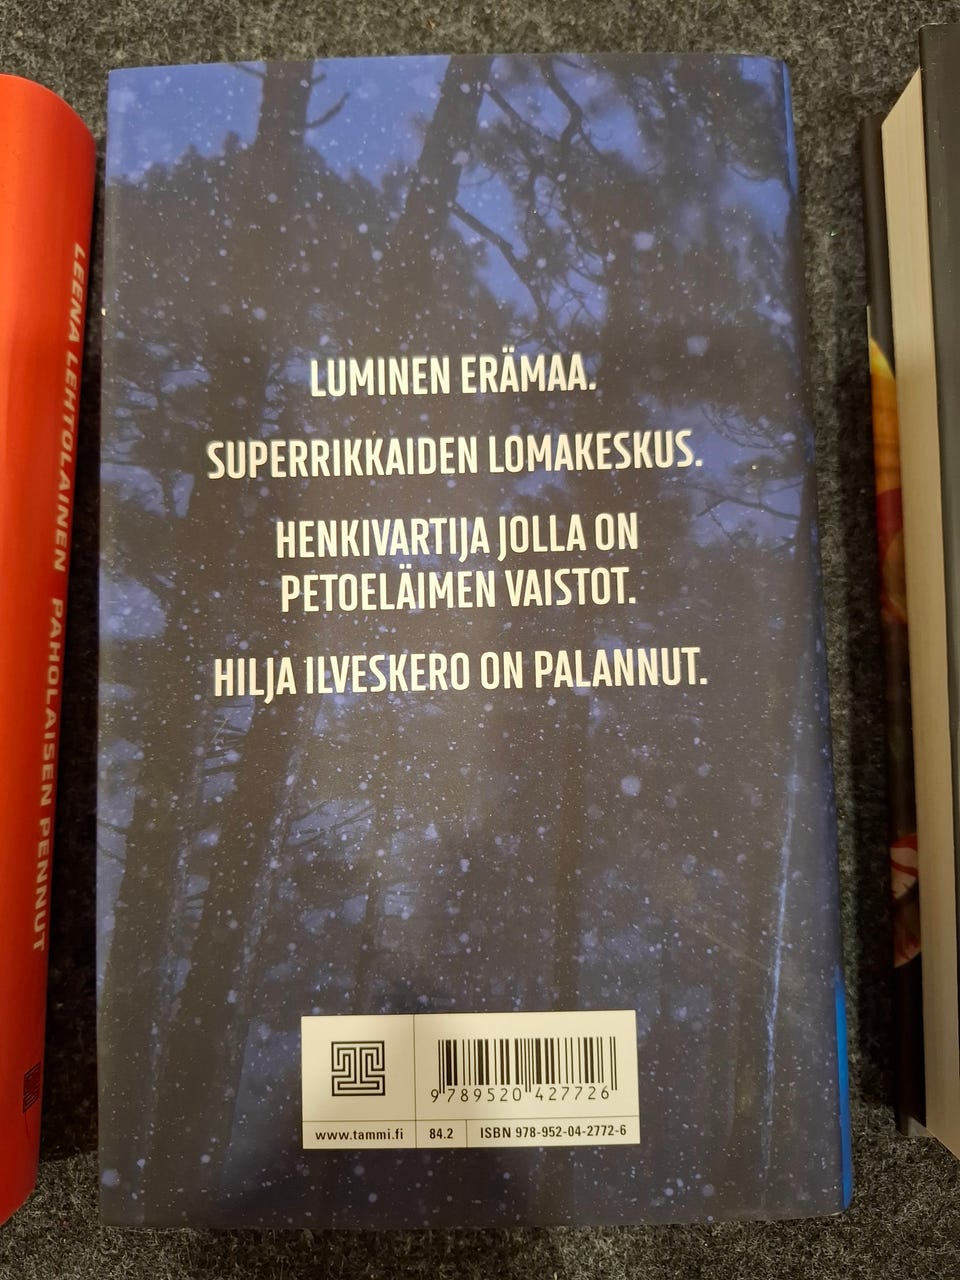 LEENA LEHTOLAINEN PAHOLAISEN PENNUT
LUMINEN ERÄMAA.
SUPERRIKKAIDEN LOMAKESKUS.
HENKIVARTIJA JOLLA ON
PETOELÄIMEN VAISTOT.
HILJA ILVESKERO ON PALANNUT.
9 789520 427726
www.tammi.fi 84.2 ISBN 978-952-04-2772-6